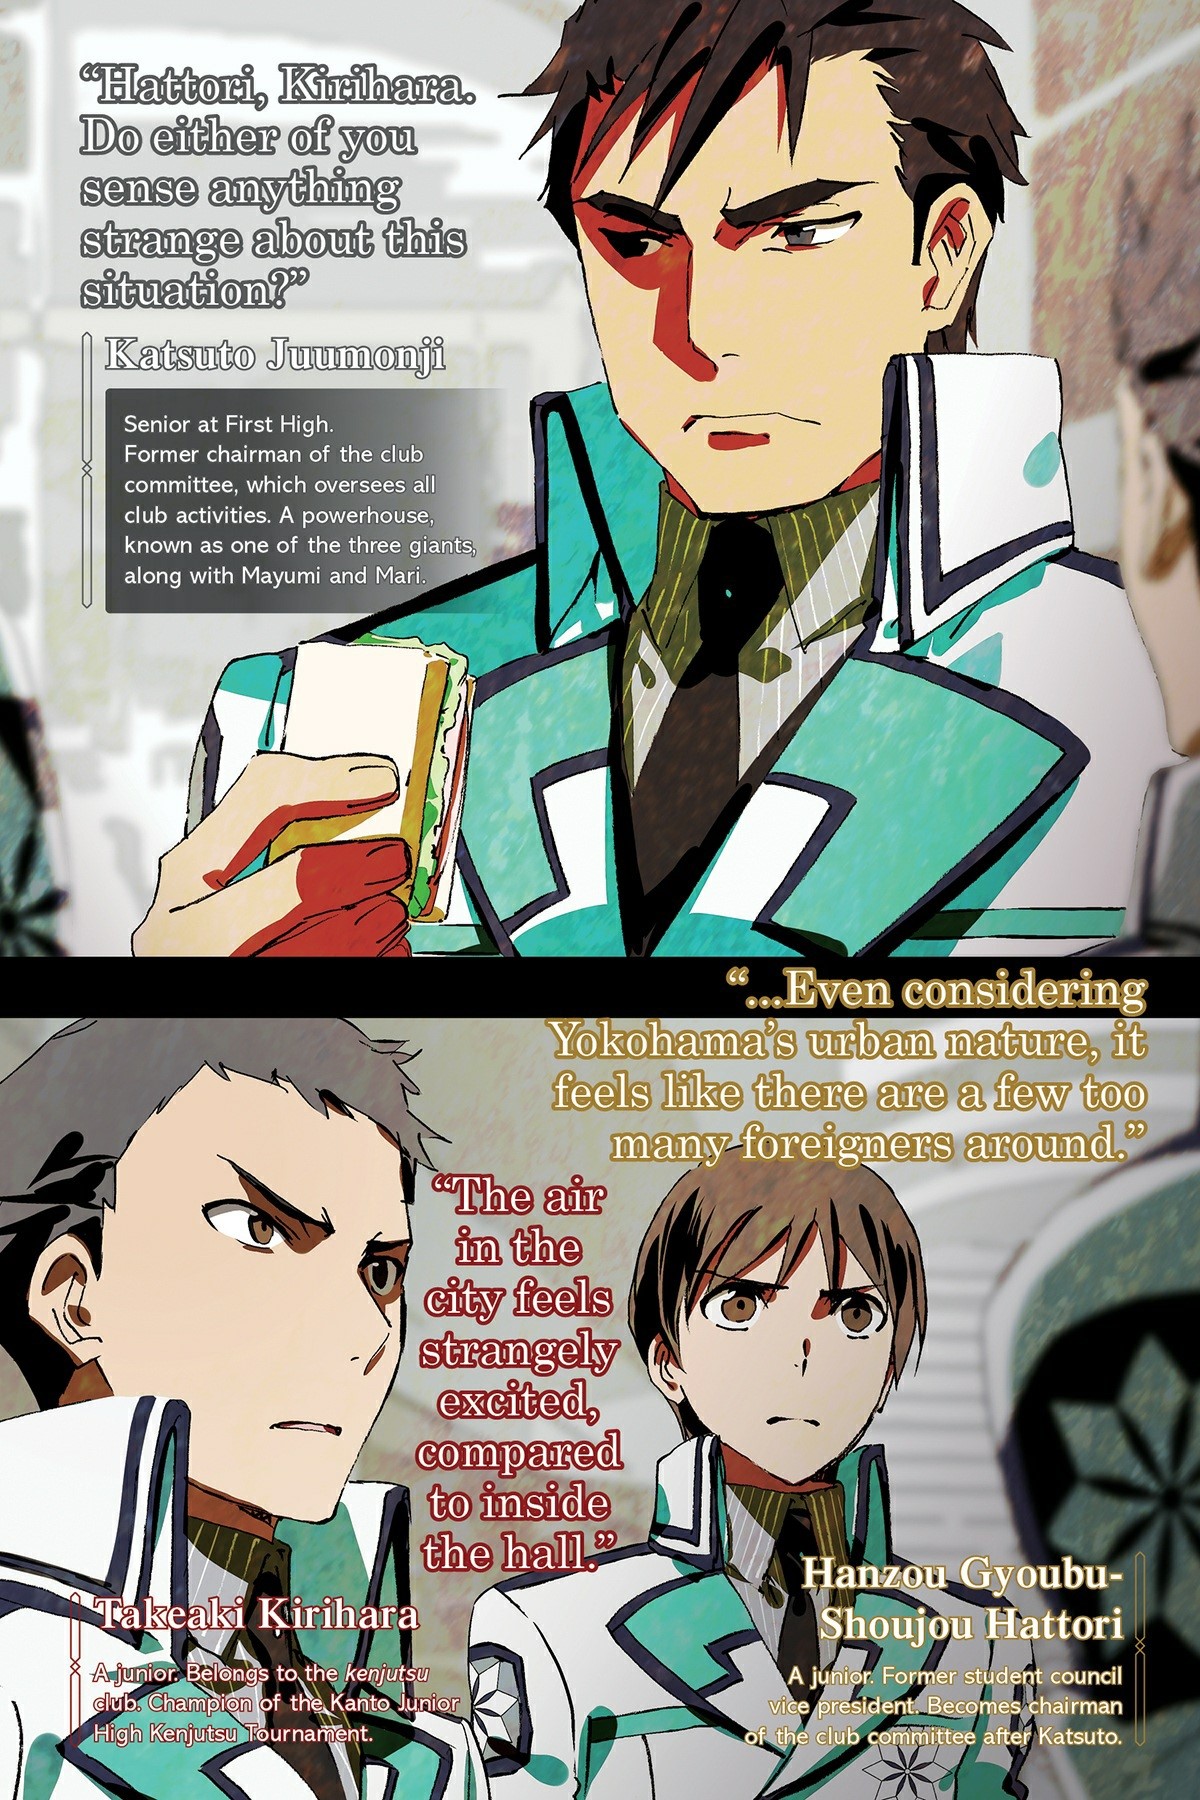 “Hattori, Kirihara.
Do either of you
sense anything
strange about this
situation?”
Katsuto Juumonji
Senior at First High.
Former chairman of the club
committee, which oversees all
club activities. A powerhouse,
known as one of the three giants,
along with Mayumi and Mari.
“...Even considering
Yokohama’s urban nature, it
feels like there are a few too
many foreigners around.”
“The air
in the
city feels
strangely
excited,
compared
to inside
the hall.”
Takeaki Kirihara
A junior. Belongs to the kenjutsu
club. Champion of the Kanto Junior
High Kenjutsu Tournament.
Hanzou Gyoubu-
Shoujou Hattori
A junior. Former student council
vice president. Becomes chairman
of the club committee after Katsuto.